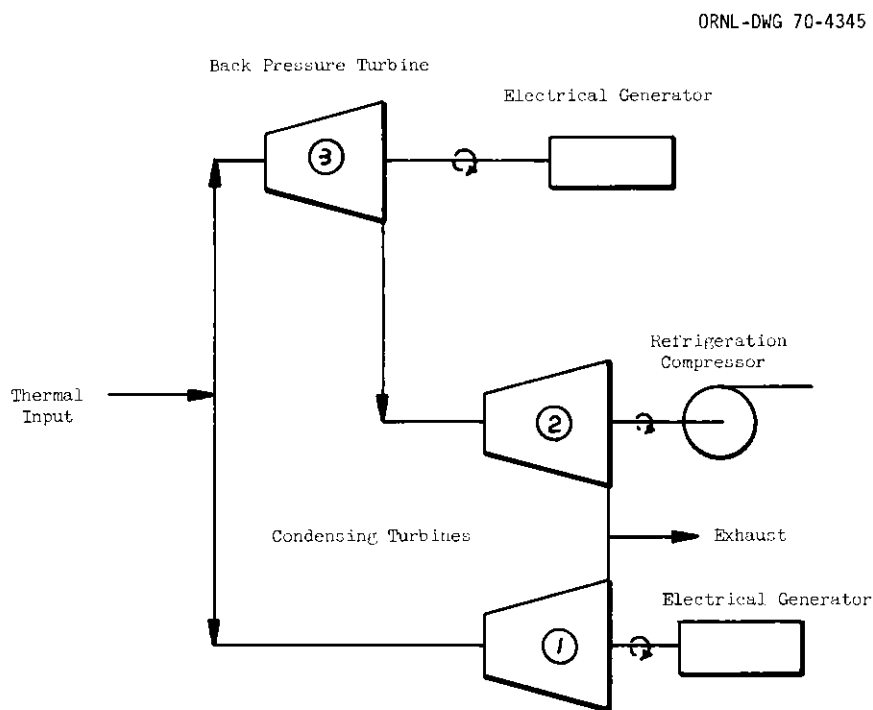 ORNL-DWG 70-4345
Back Pressure Turbine
Electrical Generator
3
Refrigeration
Compressor
Thermal
Input
2
Condensing Turbines
Exhaust
Electrical Generator
1